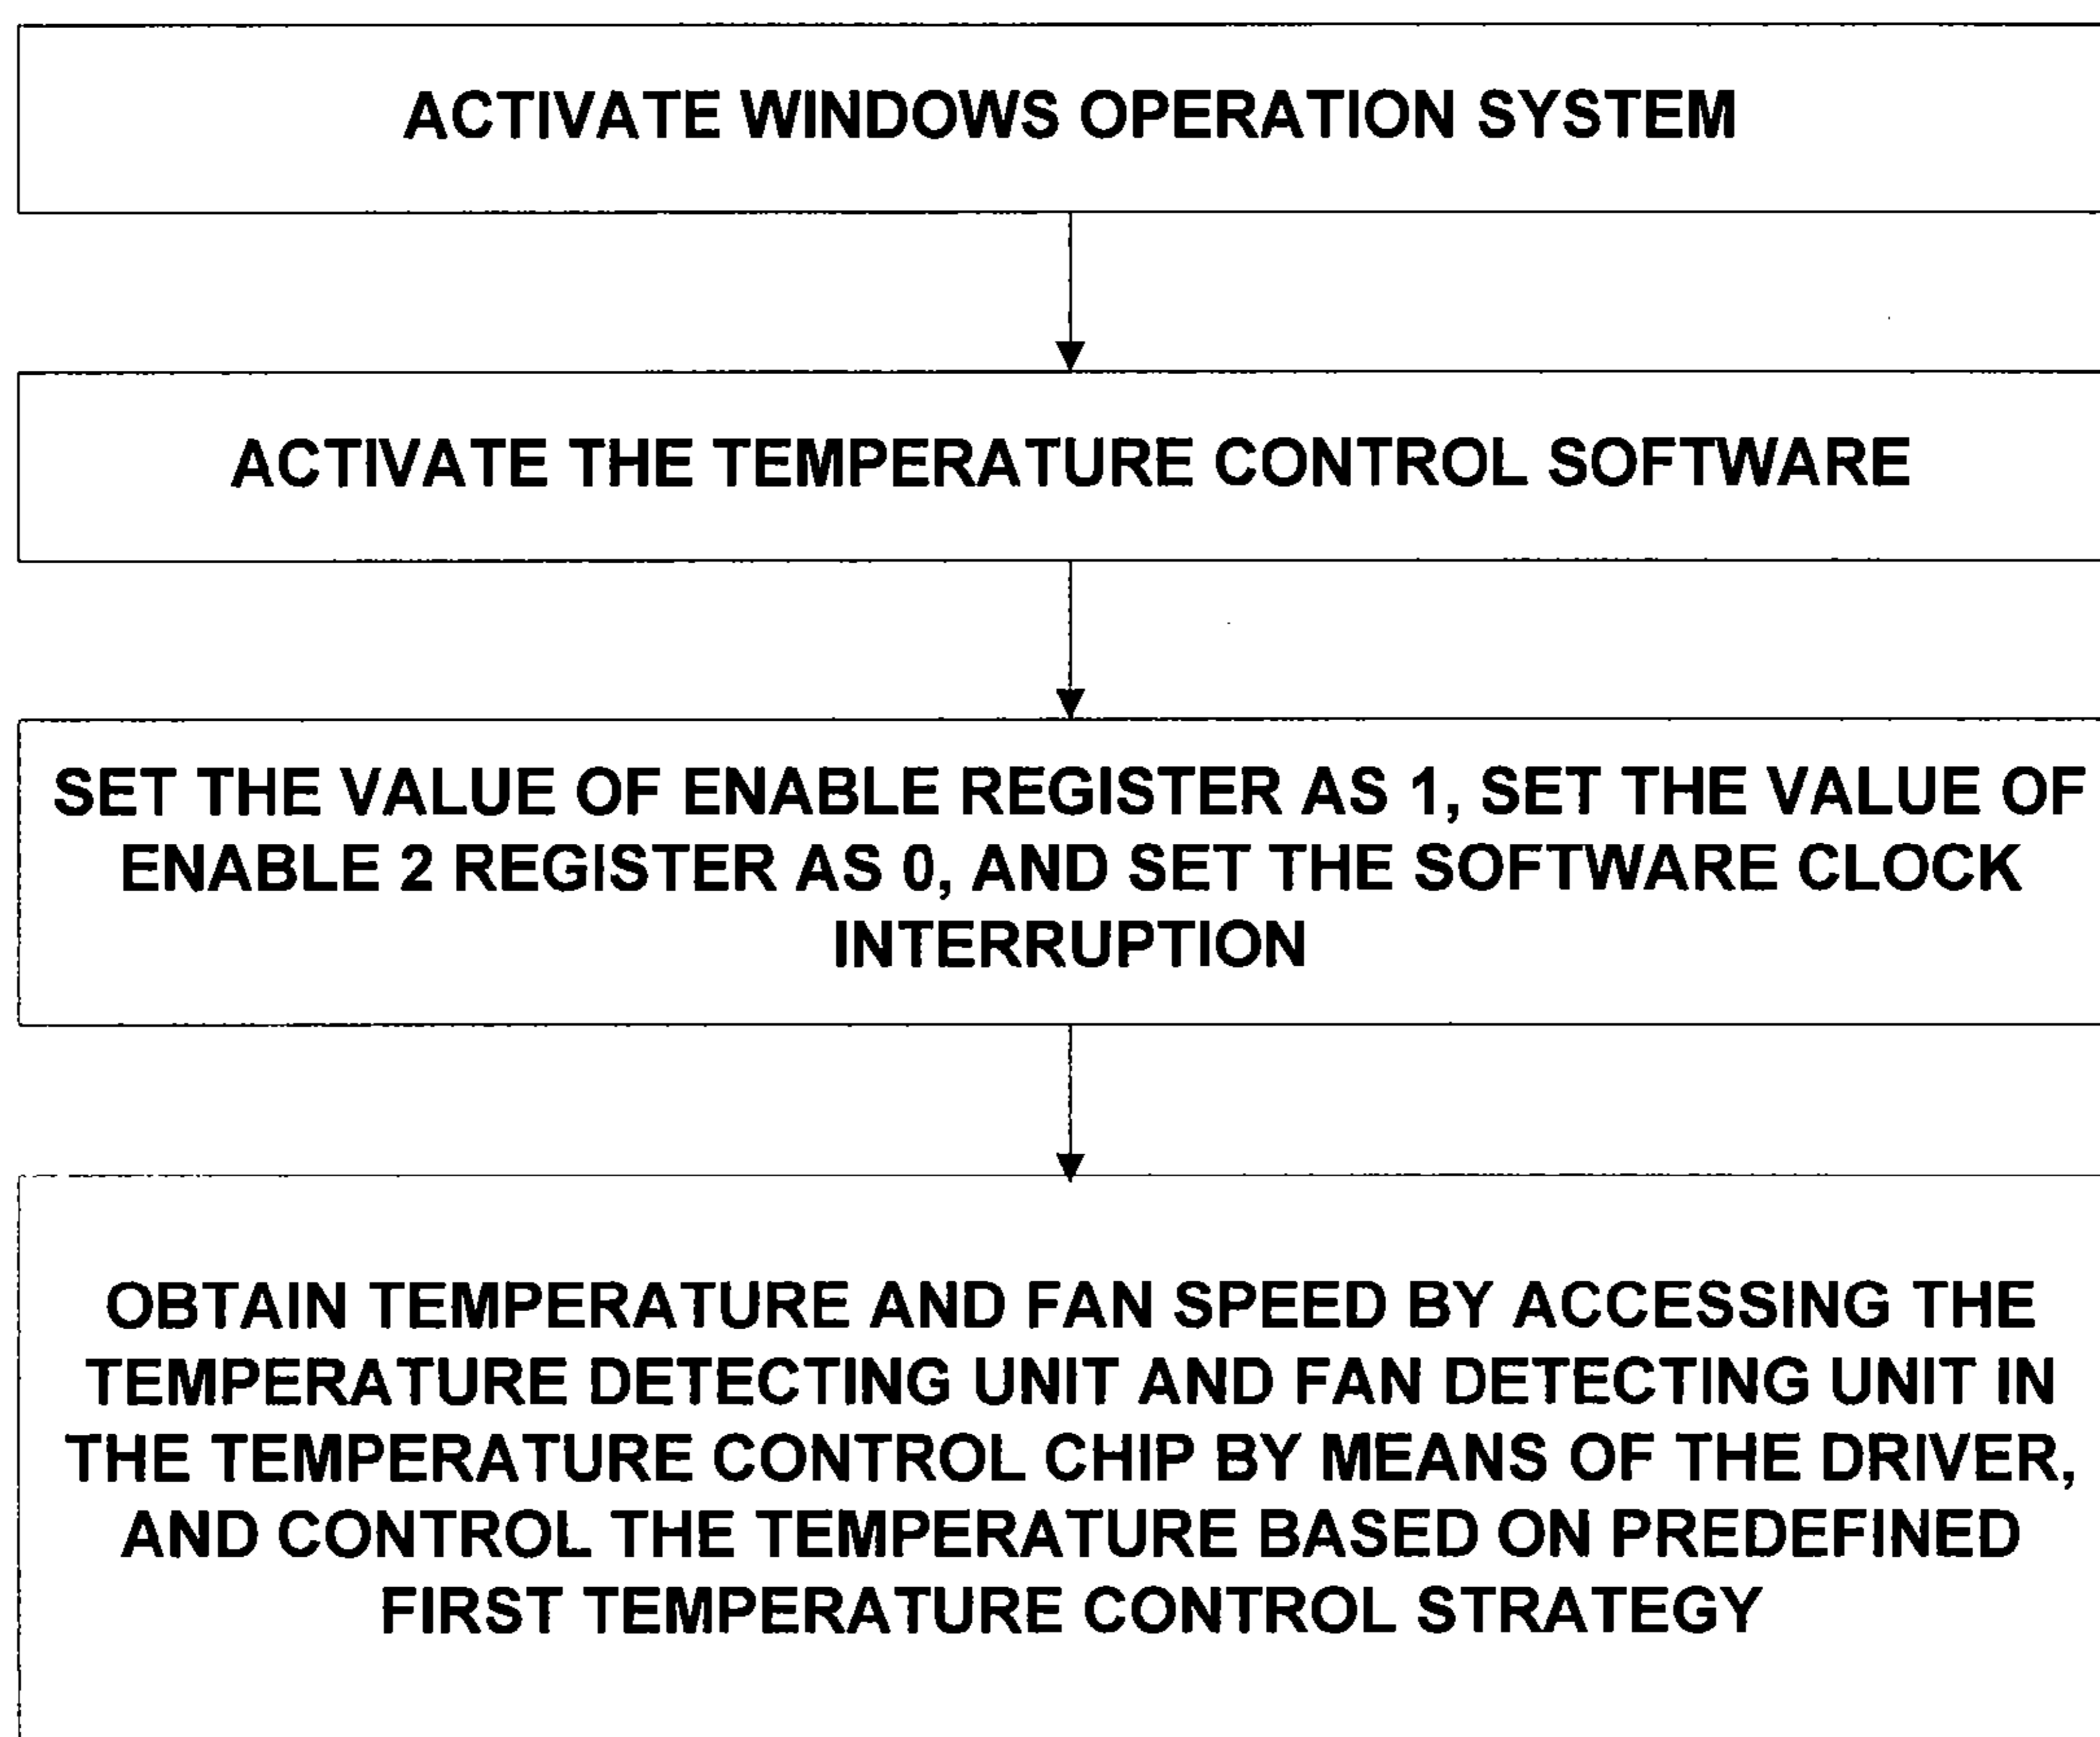 ACTIVATE WINDOWS OPERATION SYSTEM
ACTIVATE THE TEMPERATURE CONTROL SOFTWARE
SET THE VALUE OF ENABLE REGISTER AS 1, SET THE VALUE OF
ENABLE 2 REGISTER AS 0, AND SET THE SOFTWARE CLOCK
INTERRUPTION
OBTAIN TEMPERATURE AND FAN SPEED BY ACCESSING THE
TEMPERATURE DETECTING UNIT AND FAN DETECTING UNIT IN
THE TEMPERATURE CONTROL CHIP BY MEANS OF THE DRIVER,
AND CONTROL THE TEMPERATURE BASED ON PREDEFINED
FIRST TEMPERATURE CONTROL STRATEGY